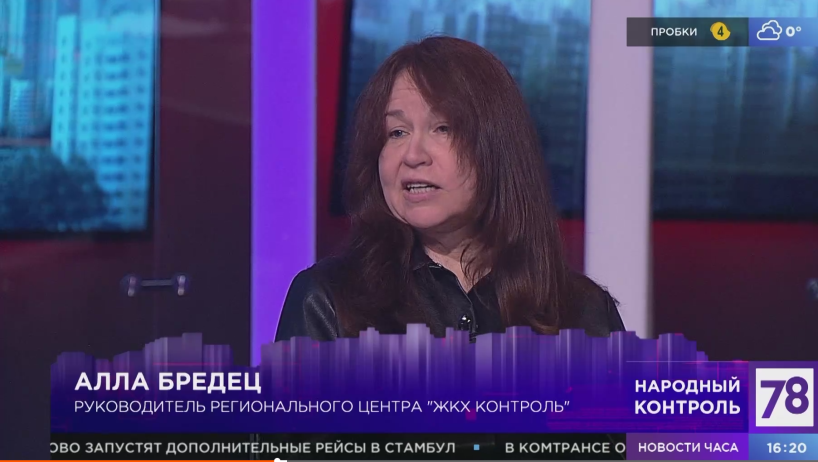 ПРОБКИ 4 0°
АЛЛА БРЕДЕЦ
РУКОВОДИТЕЛЬ РЕГИОНАЛЬНОГО ЦЕНТРА "ЖКХ КОНТРОЛЬ"
НАРОДНЫЙ
КОНТРОЛЬ
78
ОВО ЗАПУСТЯТ ДОПОЛНИТЕЛЬНЫЕ РЕЙСЫ В СТАМБУЛ ▪ В КОМТРАНСЕ О НОВОСТИ ЧАСА 16:20